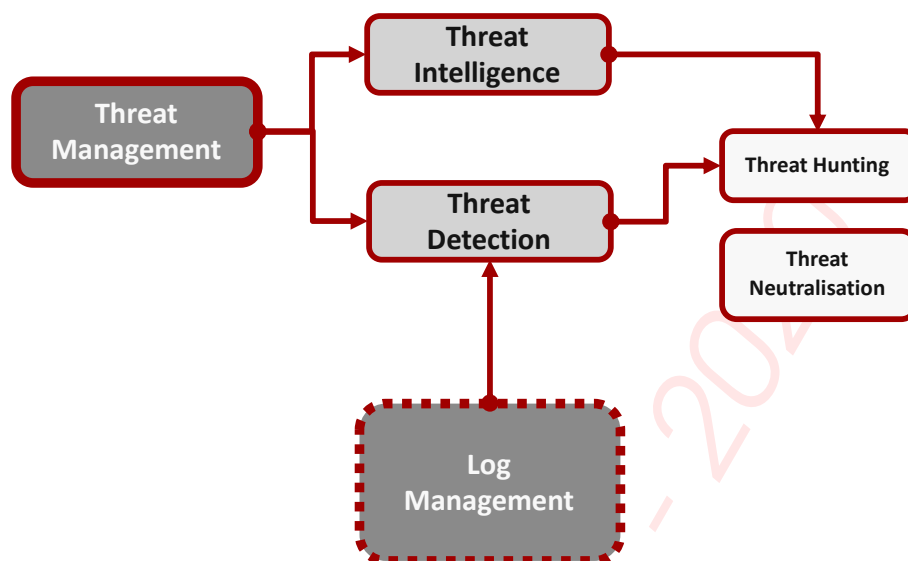 Threat
Intelligence
Threat
Management
Threat Hunting
Threat
Detection
Threat
Neutralisation
Log
Management